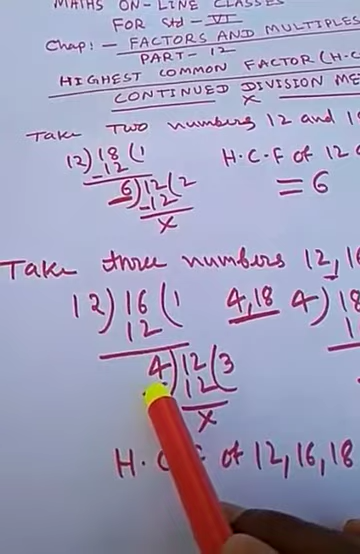 MATHS ON-LINE CLASSES
FOR Std - VI
Chap: - FACTORS AND MULTIPLES
PART - 12
HIGHEST COMMON FACTOR (H.C
CONTINUED DIVISION ME
Take Two numbers 12 and 1
12) 18 (1
- 12
6) 12 (2
- 12
x
H.C.F of 12
= 6
Take three numbers 12, 16
12) 16 (1
12
4) 12 (3
12
x
4, 18
4) 18
1
H.C.F of 12, 16, 18